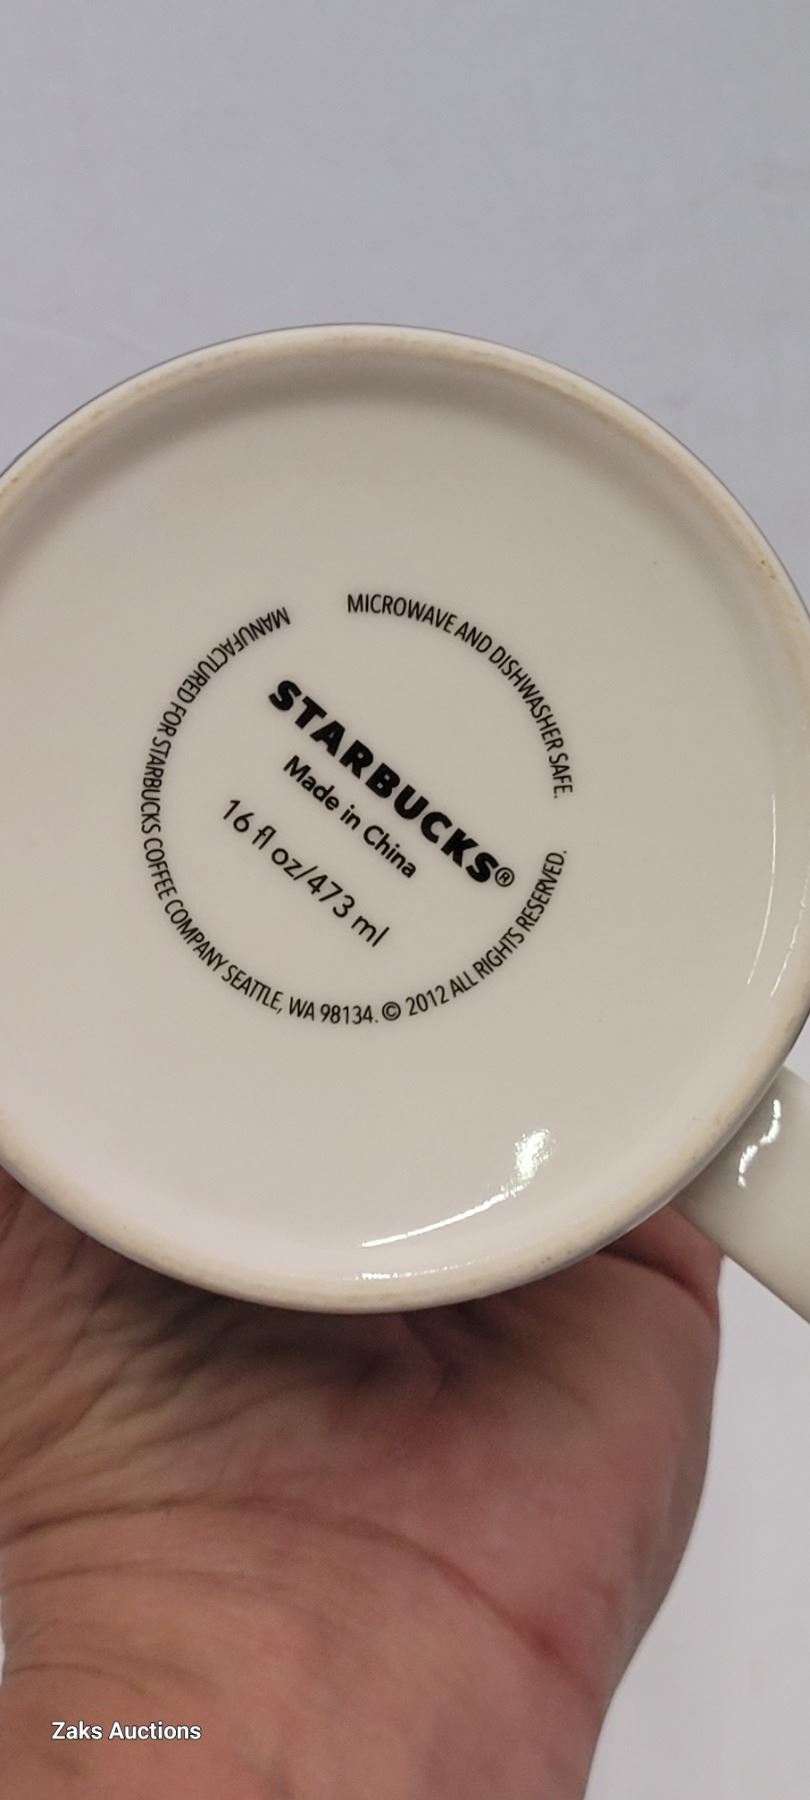 MICROWAVE AND DISHWASHER SAFE.
MANUFACTURED FOR STARBUCKS COFFEE COMPANY SEATTLE, WA 98134. © 2012 ALL RIGHTS RESERVED.
STARBUCKS®
Made in China
16 fl oz/473 ml
Zaks Auctions